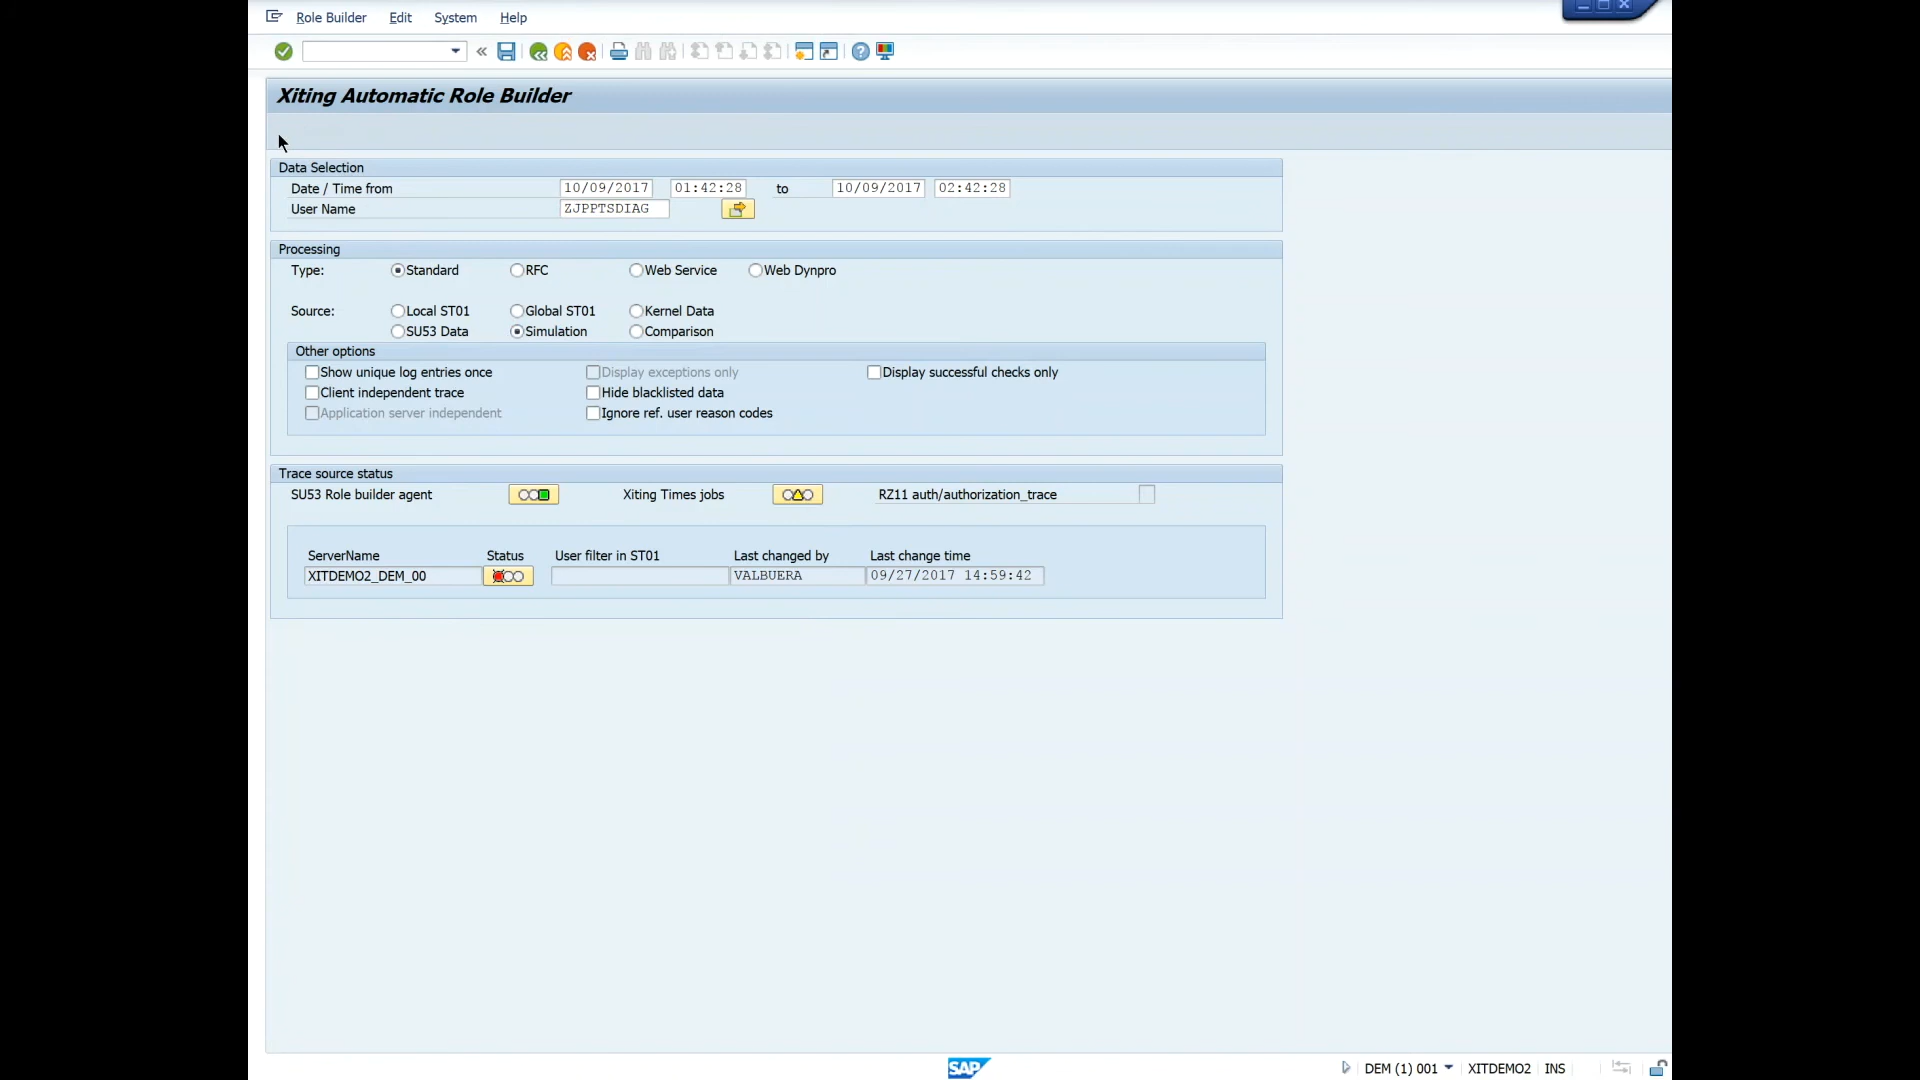 Role Builder Edit System Help
Xiting Automatic Role Builder
Data Selection
Date / Time from 10/09/2017 01:42:28 to 10/09/2017 02:42:28
User Name ZJPPTSDIAG
Processing
Type: Standard RFC Web Service Web Dynpro
Source: Local ST01 Global ST01 Kernel Data
SU53 Data Simulation Comparison
Other options
Show unique log entries once Display exceptions only Display successful checks only
Client independent trace Hide blacklisted data
Application server independent Ignore ref. user reason codes
Trace source status
SU53 Role builder agent Xiting Times jobs RZ11 auth/authorization_trace
ServerName Status User filter in ST01 Last changed by Last change time
XITDEMO2_DEM_00 VALBUERA 09/27/2017 14:59:42
SAP DEM (1) 001 XITDEMO2 INS